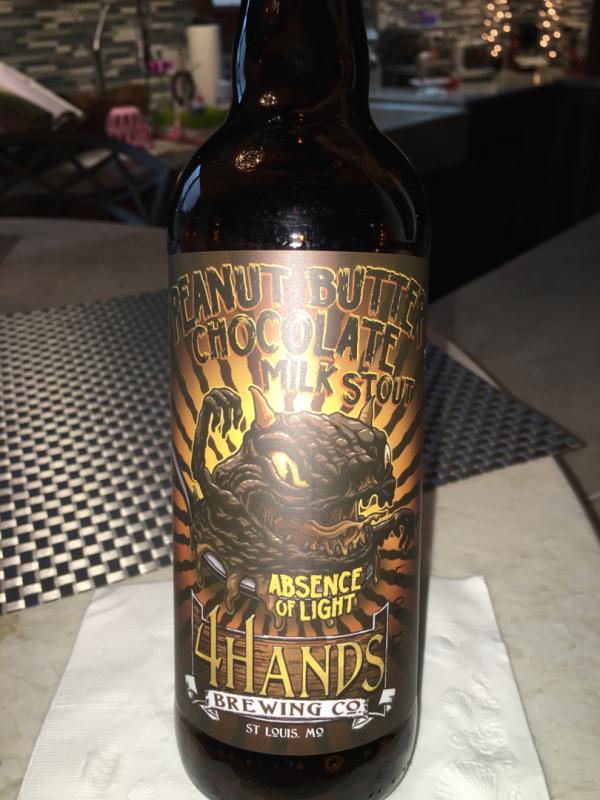 PEANUT BUTTER
CHOCOLATE
MILK STOUT
ABSENCE
OF LIGHT
4HANDS
BREWING CO.
ST LOUIS, MO